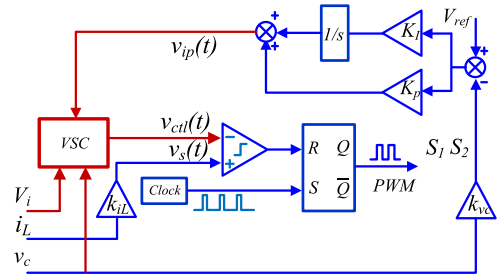 V_ref
+
K_I
1/s
+
+
v_ip(t)
K_p
−
VSC
v_ctl(t)
v_s(t)
−
+
R Q
S Q̅
S_1 S_2
PWM
Clock
V_i
k_iL
i_L
k_vc
v_c